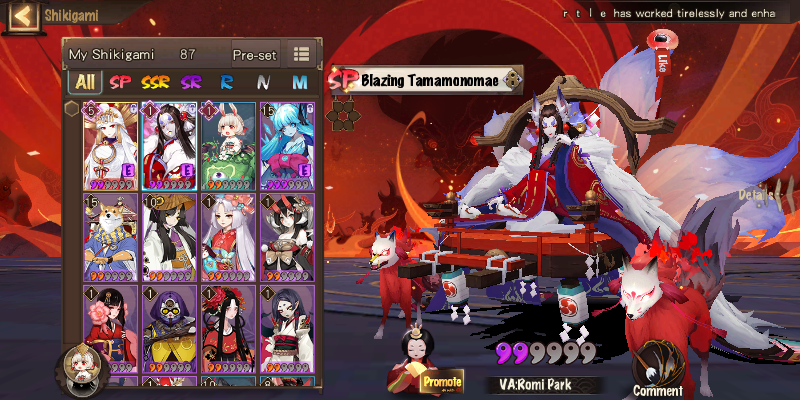 Shikigami
r t l e has worked tirelessly and enha
My Shikigami 87 Pre-set
All SP SSR SR R N M
SP Blazing Tamamonomae
Like
Details
Promote
VA:Romi Park
Comment